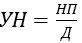 УН = НП/Д